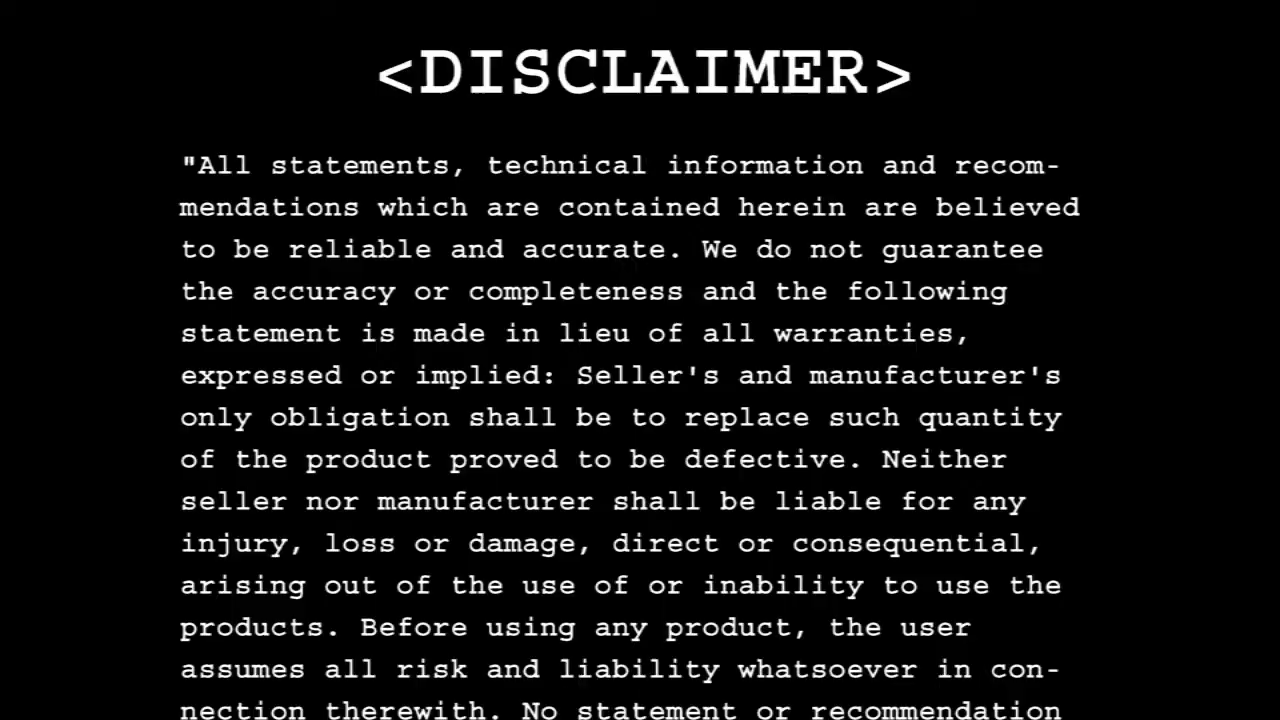 <DISCLAIMER>
"All statements, technical information and recom-
mendations which are contained herein are believed
to be reliable and accurate. We do not guarantee
the accuracy or completeness and the following
statement is made in lieu of all warranties,
expressed or implied: Seller's and manufacturer's
only obligation shall be to replace such quantity
of the product proved to be defective. Neither
seller nor manufacturer shall be liable for any
injury, loss or damage, direct or consequential,
arising out of the use of or inability to use the
products. Before using any product, the user
assumes all risk and liability whatsoever in con-
nection therewith. No statement or recommendation